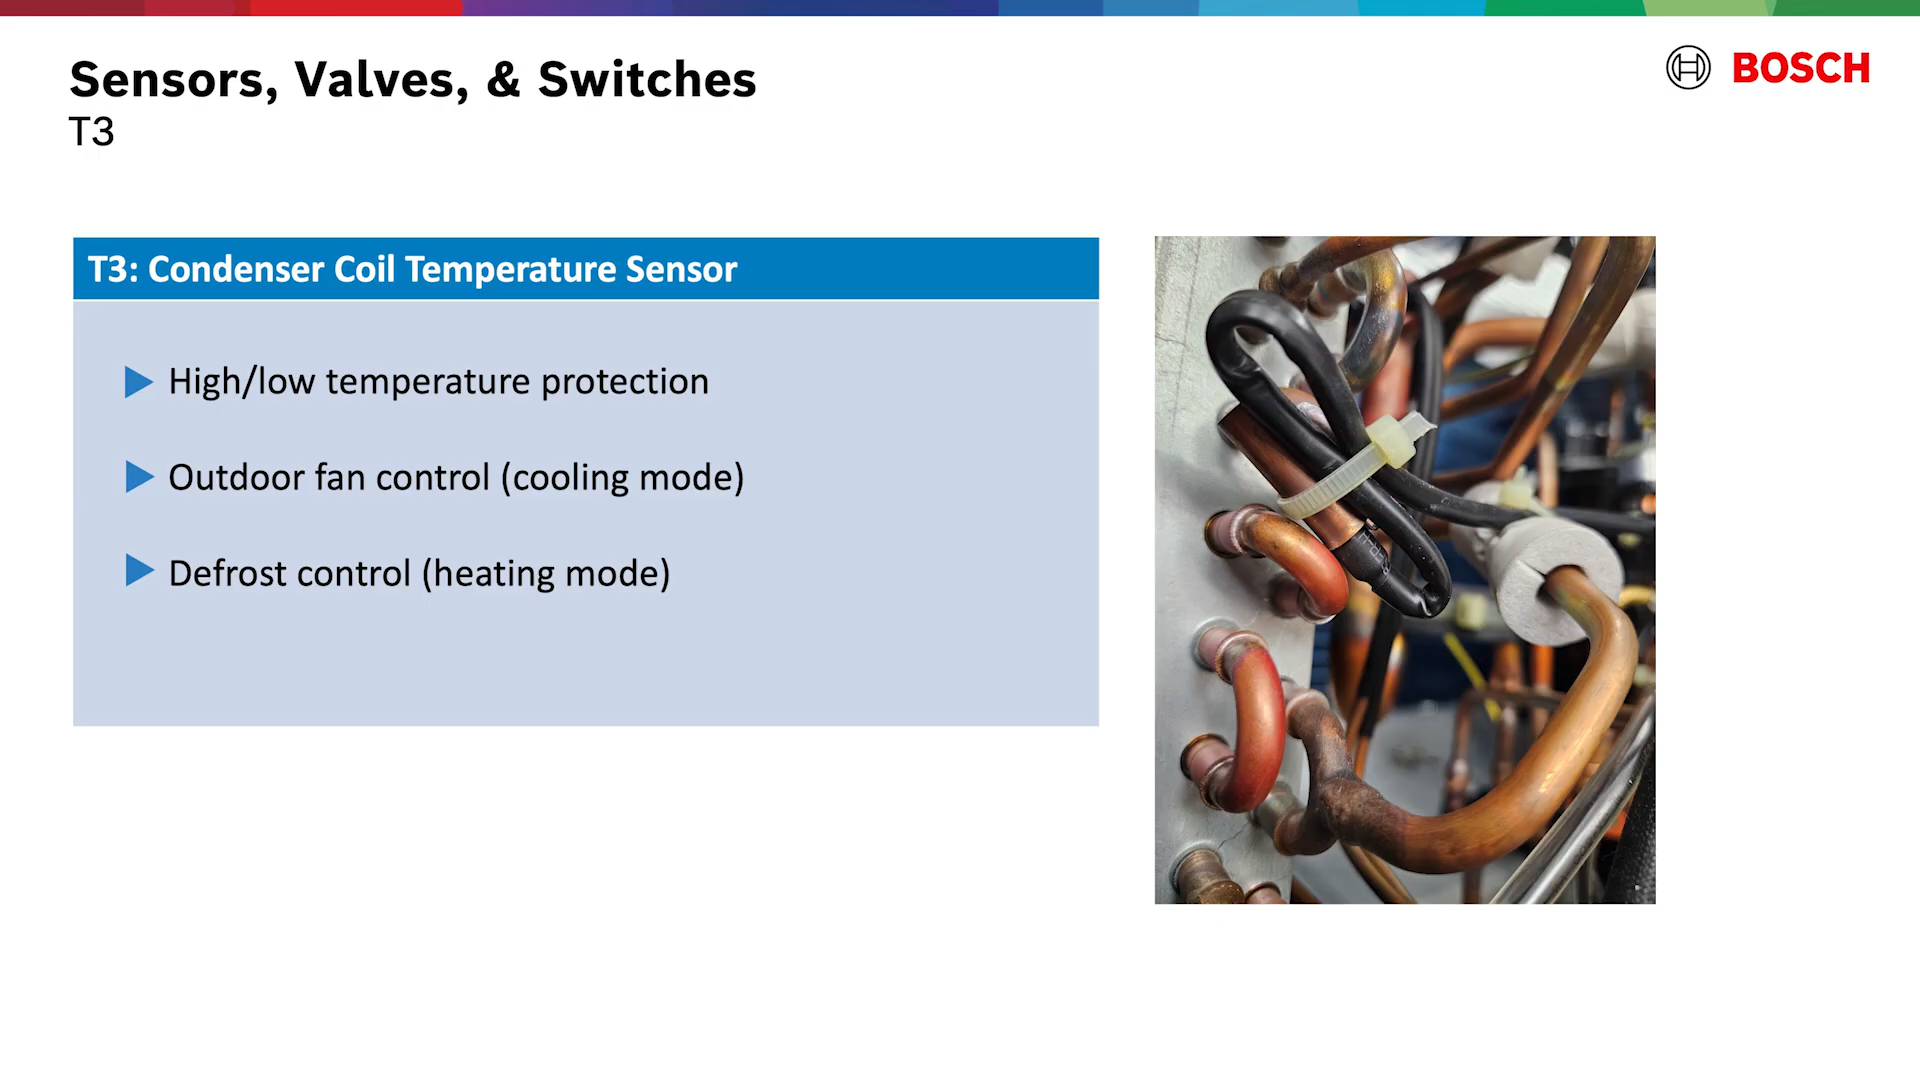 Sensors, Valves, & Switches
T3
BOSCH
T3: Condenser Coil Temperature Sensor
High/low temperature protection
Outdoor fan control (cooling mode)
Defrost control (heating mode)